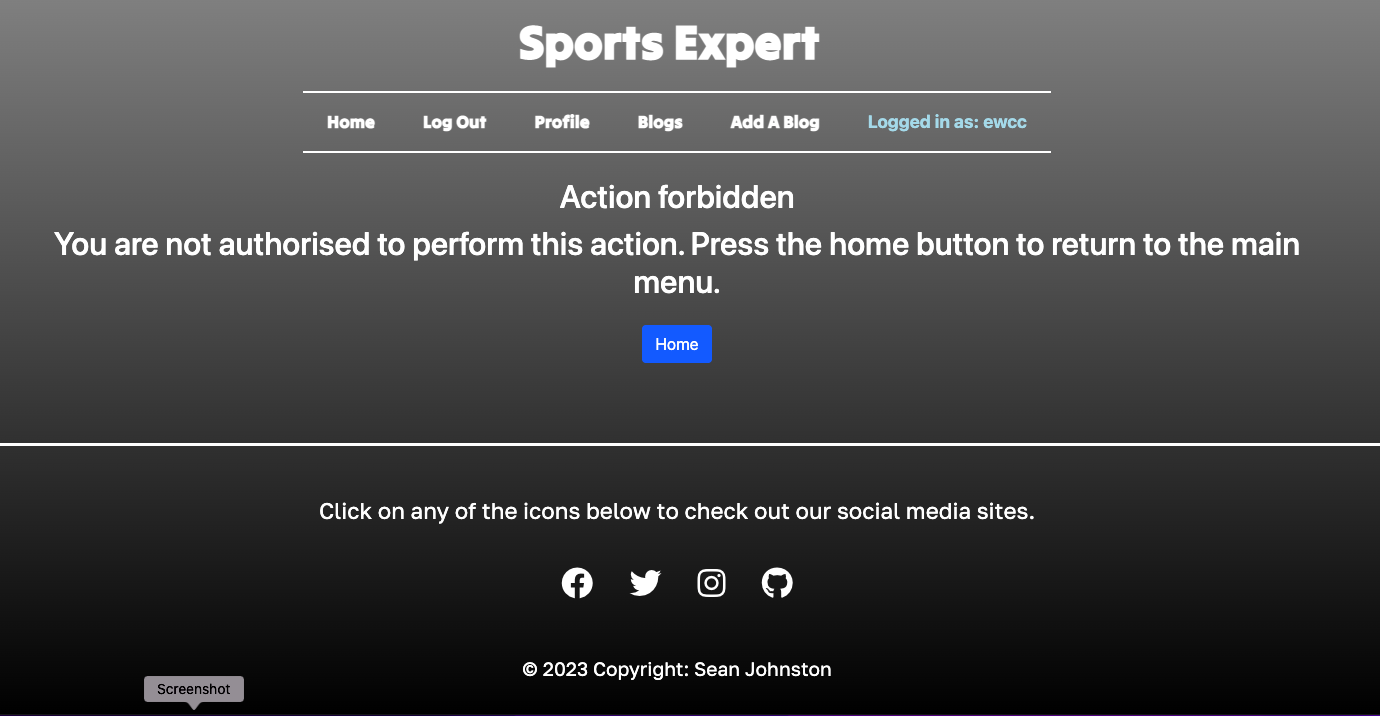 Sports Expert
Home Log Out Profile Blogs Add A Blog Logged in as: ewcc
Action forbidden
You are not authorised to perform this action. Press the home button to return to the main
menu.
Home
Click on any of the icons below to check out our social media sites.
© 2023 Copyright: Sean Johnston
Screenshot